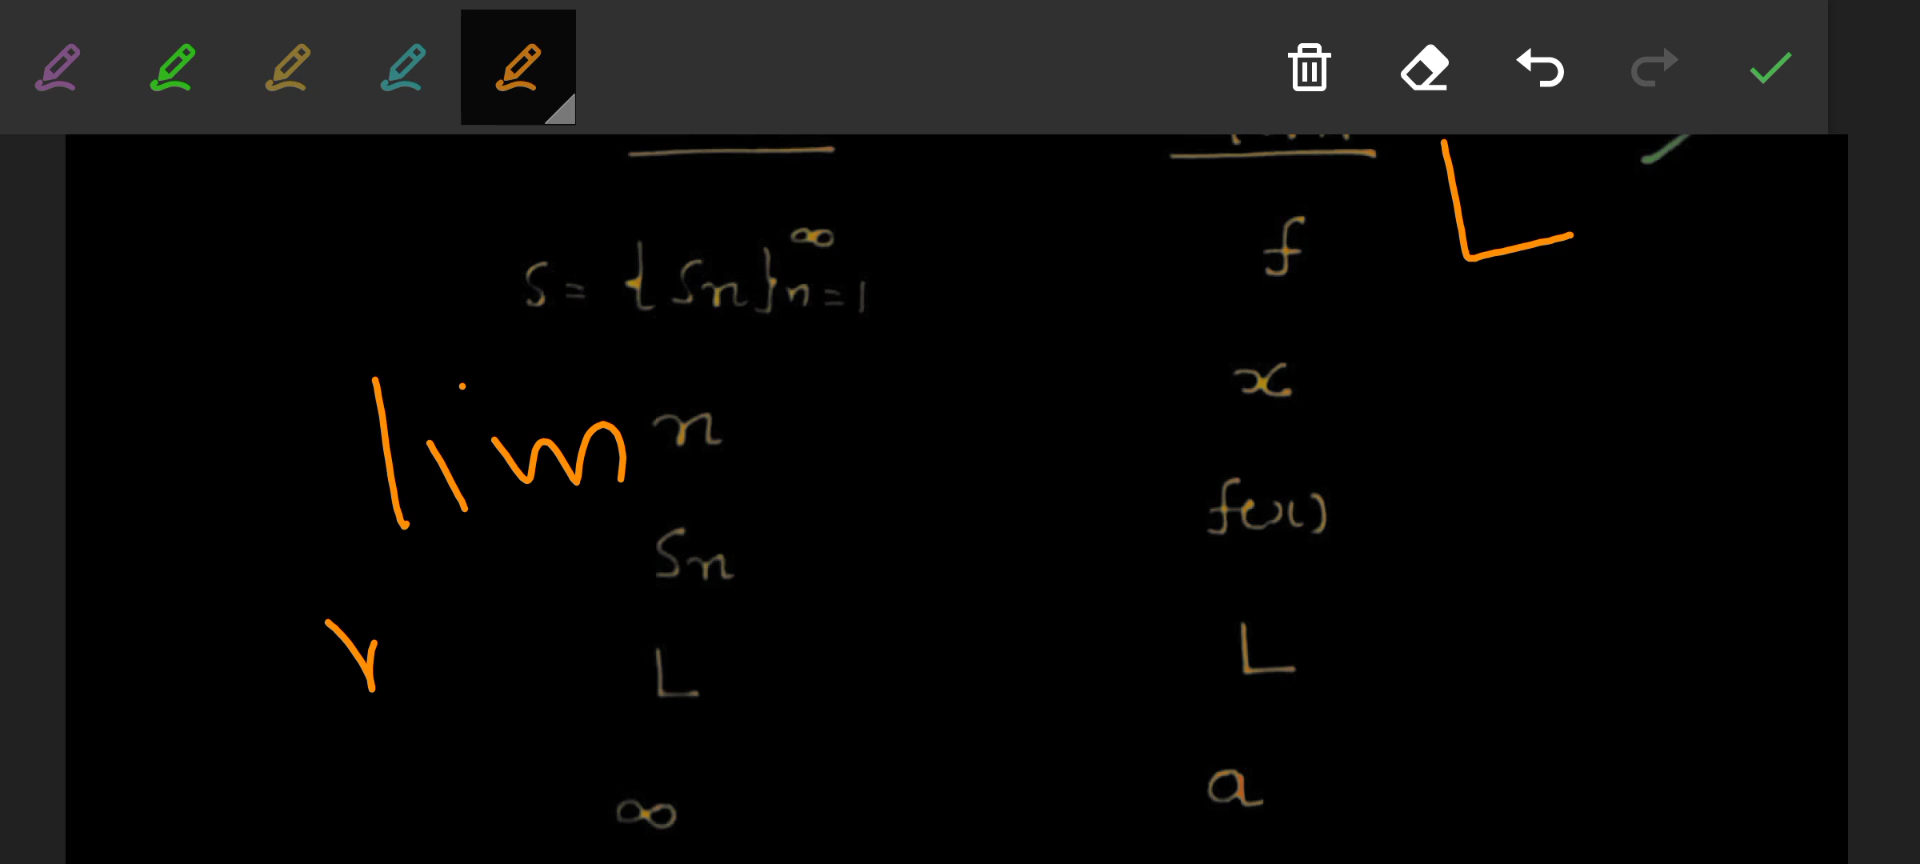 L
S = {Sn}∞n=1 f
lim n x
Sn f(x)
L L
∞ a